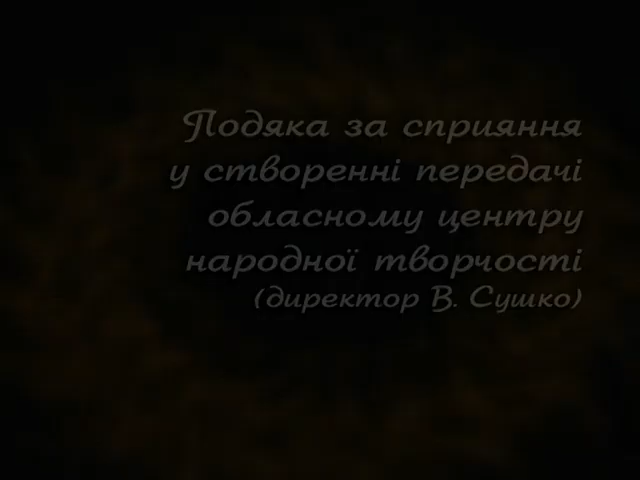 Подяка за сприяння
у створенні передачі
обласному центру
народної творчості
(директор В. Сушко)